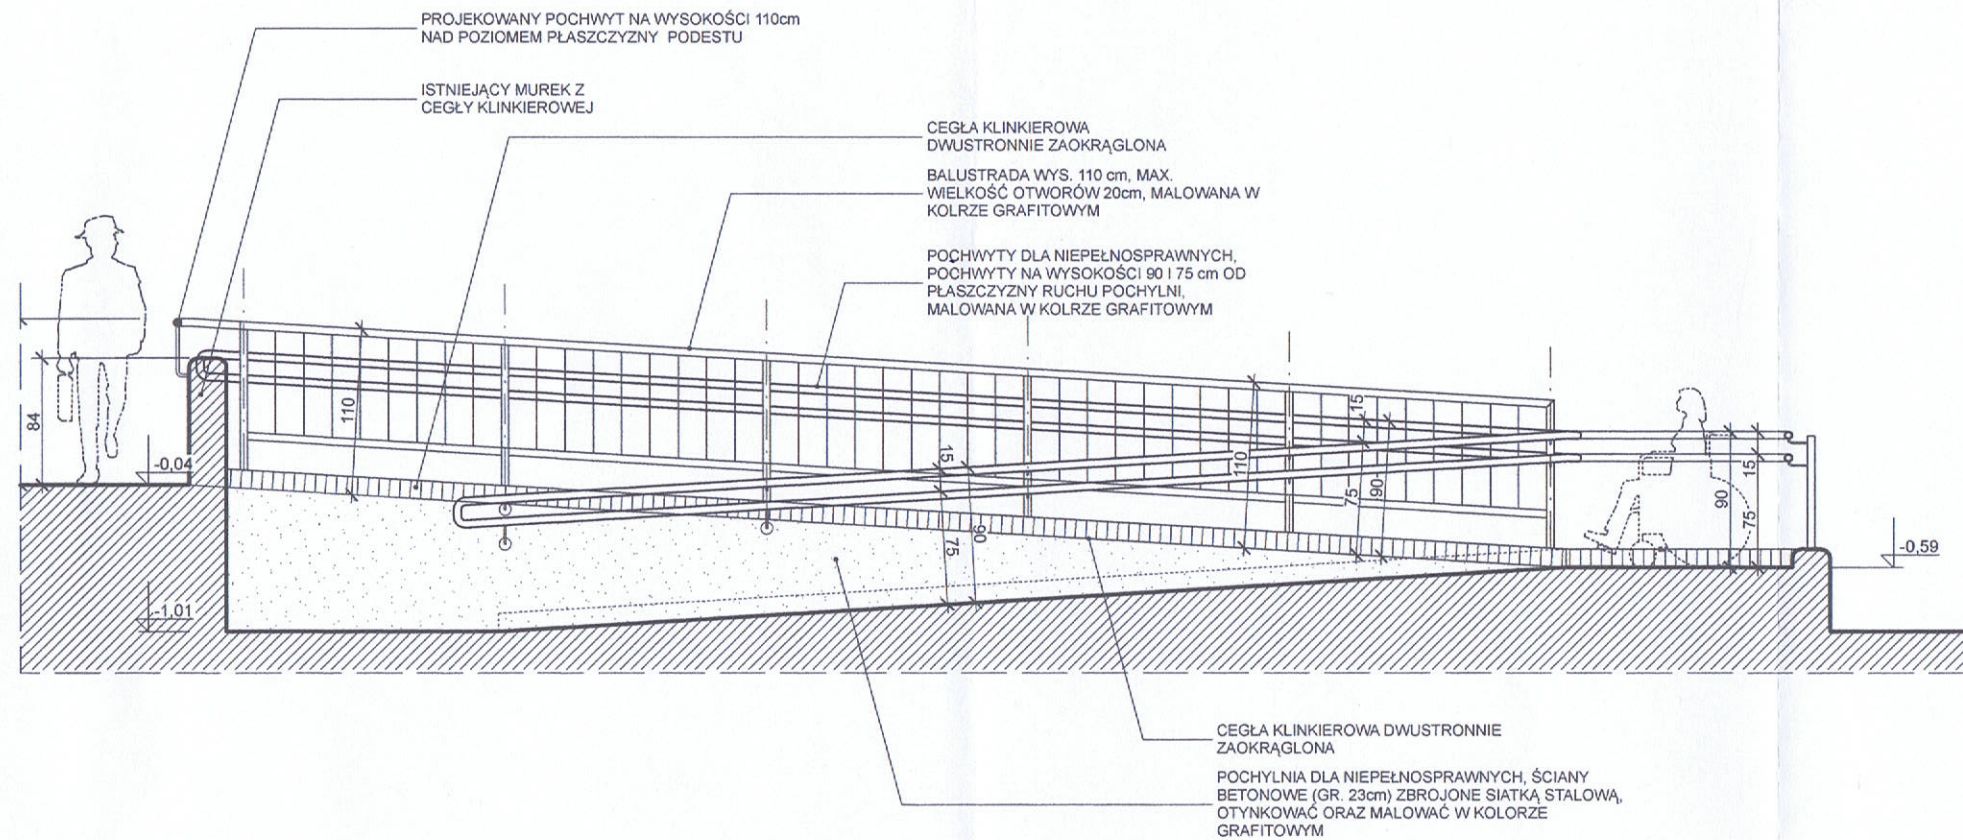 PROJEKOWANY POCHWYT NA WYSOKOŚCI 110cm
NAD POZIOMEM PŁASZCZYZNY PODESTU
ISTNIEJĄCY MUREK Z
CEGŁY KLINKIEROWEJ
CEGŁA KLINKIEROWA
DWUSTRONNIE ZAOKRĄGLONA
BALUSTRADA WYS. 110 cm, MAX.
WIELKOŚĆ OTWORÓW 20cm, MALOWANA W
KOLRZE GRAFITOWYM
POCHWYTY DLA NIEPEŁNOSPRAWNYCH,
POCHWYTY NA WYSOKOŚCI 90 I 75 cm OD
PŁASZCZYZNY RUCHU POCHYLNI,
MALOWANA W KOLRZE GRAFITOWYM
84
-0,04
-1,01
110
15
90
75
110
15
75
90
90
15
75
-0,59
CEGŁA KLINKIEROWA DWUSTRONNIE
ZAOKRĄGLONA
POCHYLNIA DLA NIEPEŁNOSPRAWNYCH, ŚCIANY
BETONOWE (GR. 23cm) ZBROJONE SIATKĄ STALOWĄ,
OTYNKOWAĆ ORAZ MALOWAĆ W KOLORZE
GRAFITOWYM